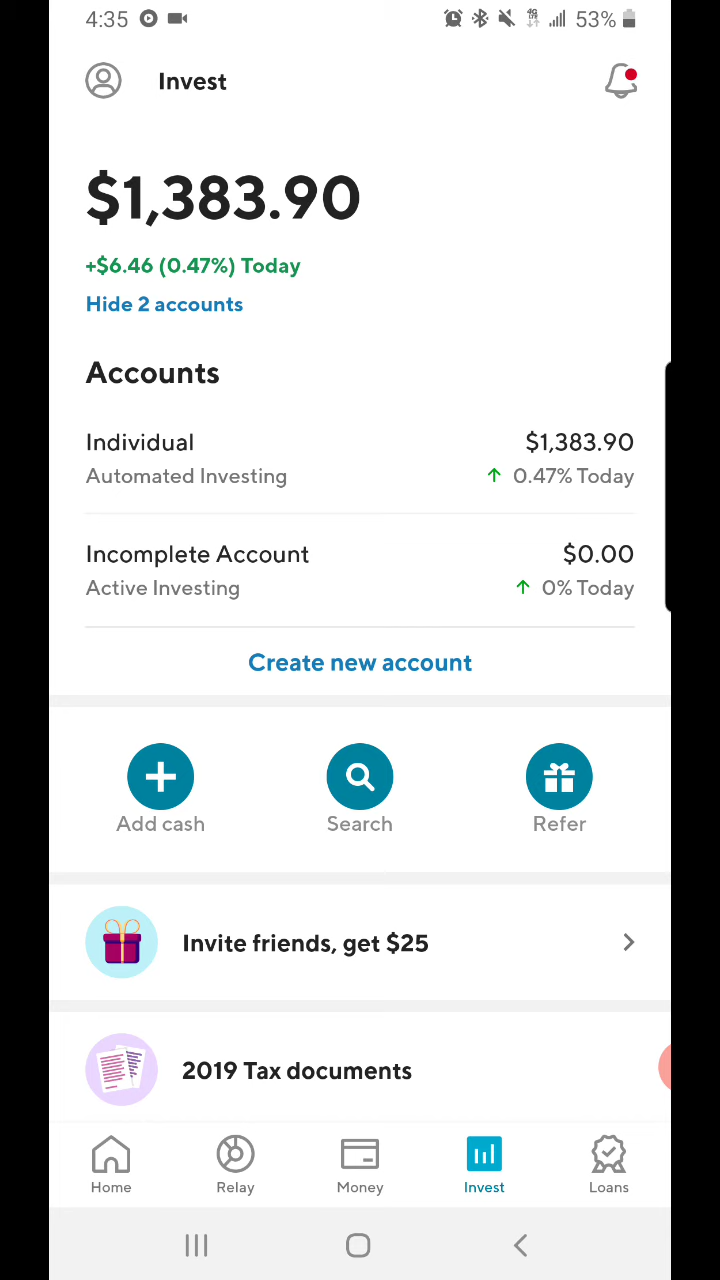 4:35
53%
Invest
$1,383.90
+$6.46 (0.47%) Today
Hide 2 accounts
Accounts
Individual $1,383.90
Automated Investing 0.47% Today
Incomplete Account $0.00
Active Investing 0% Today
Create new account
Add cash Search Refer
Invite friends, get $25
2019 Tax documents
Home Relay Money Invest Loans